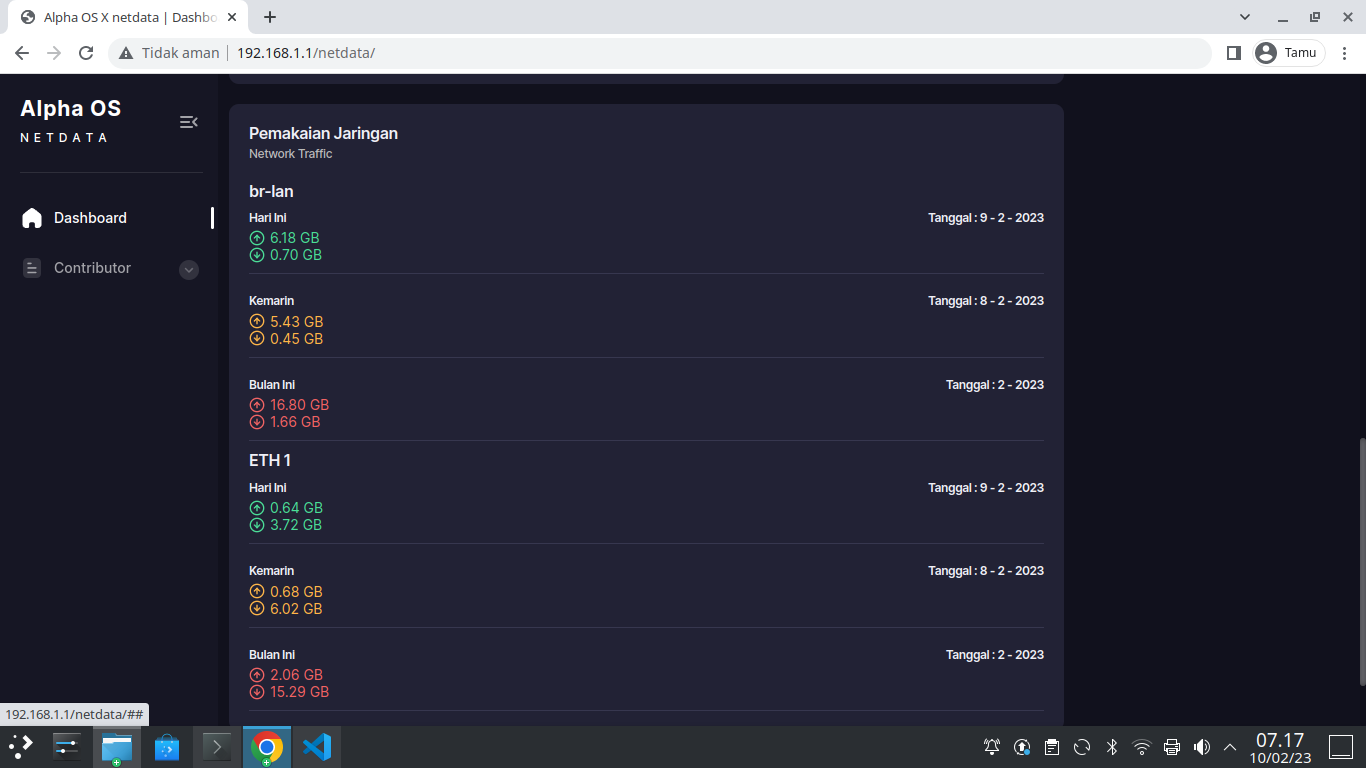 Alpha OS X netdata | Dashbo
Tidak aman
192.168.1.1/netdata/
Tamu
Alpha OS
NETDATA
Dashboard
Contributor
Pemakaian Jaringan
Network Traffic
br-lan
Hari Ini
Tanggal : 9 - 2 - 2023
6.18 GB
0.70 GB
Kemarin
Tanggal : 8 - 2 - 2023
5.43 GB
0.45 GB
Bulan Ini
Tanggal : 2 - 2023
16.80 GB
1.66 GB
ETH 1
Hari Ini
Tanggal : 9 - 2 - 2023
0.64 GB
3.72 GB
Kemarin
Tanggal : 8 - 2 - 2023
0.68 GB
6.02 GB
Bulan Ini
Tanggal : 2 - 2023
2.06 GB
15.29 GB
192.168.1.1/netdata/##
07.17
10/02/23